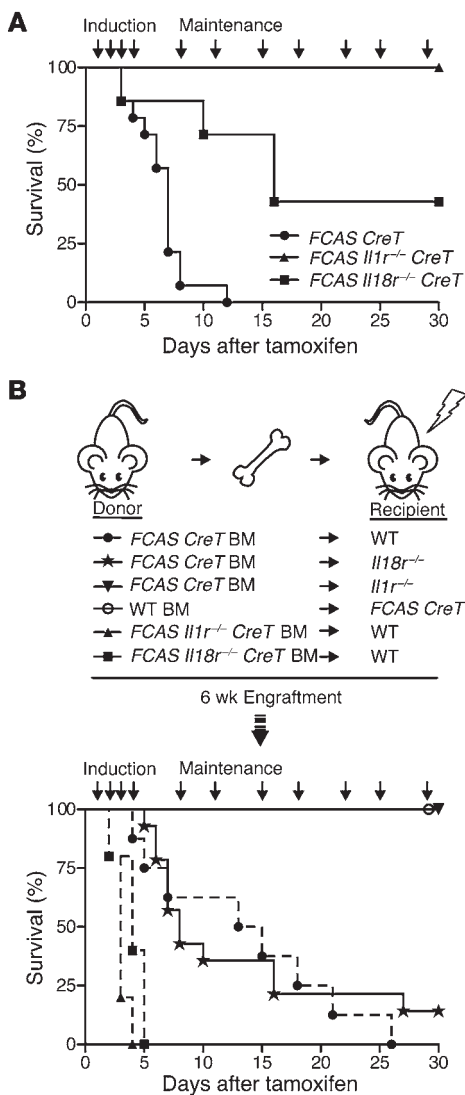 A
Induction Maintenance
100
75
50
25
0
Survival (%)
FCAS CreT
FCAS Il1r–/– CreT
FCAS Il18r–/– CreT
0 5 10 15 20 25 30
Days after tamoxifen
B
Donor Recipient
FCAS CreT BM WT
FCAS CreT BM Il18r–/–
FCAS CreT BM Il1r–/–
WT BM FCAS CreT
FCAS Il1r–/– CreT BM WT
FCAS Il18r–/– CreT BM WT
6 wk Engraftment
Induction Maintenance
100
75
50
25
0
Survival (%)
0 5 10 15 20 25 30
Days after tamoxifen